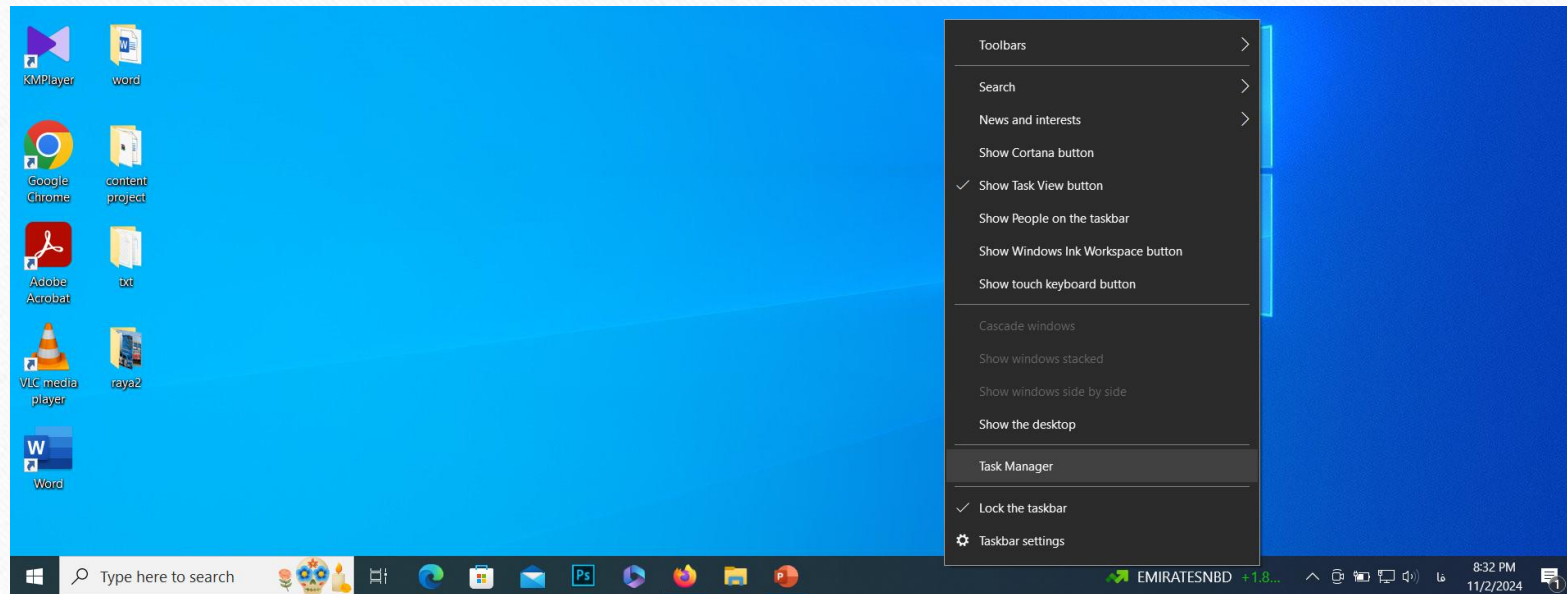 KMPlayer
word
Google
Chrome
content
project
Adobe
Acrobat
txt
VLC media
player
raya2
W
Word
Toolbars
Search
News and interests
Show Cortana button
Show Task View button
Show People on the taskbar
Show Windows Ink Workspace button
Show touch keyboard button
Cascade windows
Show windows stacked
Show windows side by side
Show the desktop
Task Manager
Lock the taskbar
Taskbar settings
Type here to search
Ps
P
EMIRATESNBD +1.8...
فا
8:32 PM
11/2/2024
1